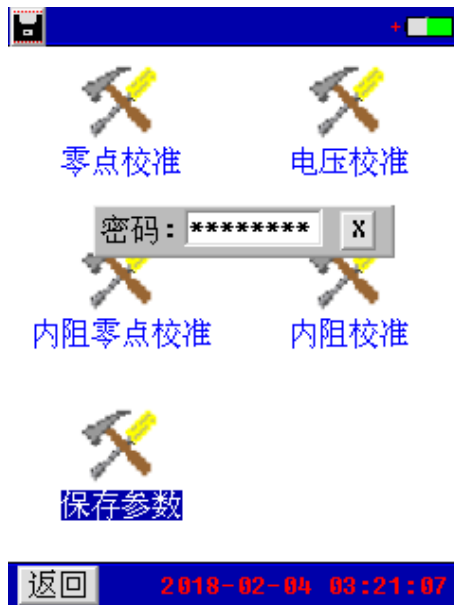 零点校准 电压校准
密码: ******** X
内阻零点校准 内阻校准
保存参数
返回 2018-02-04 03:21:07